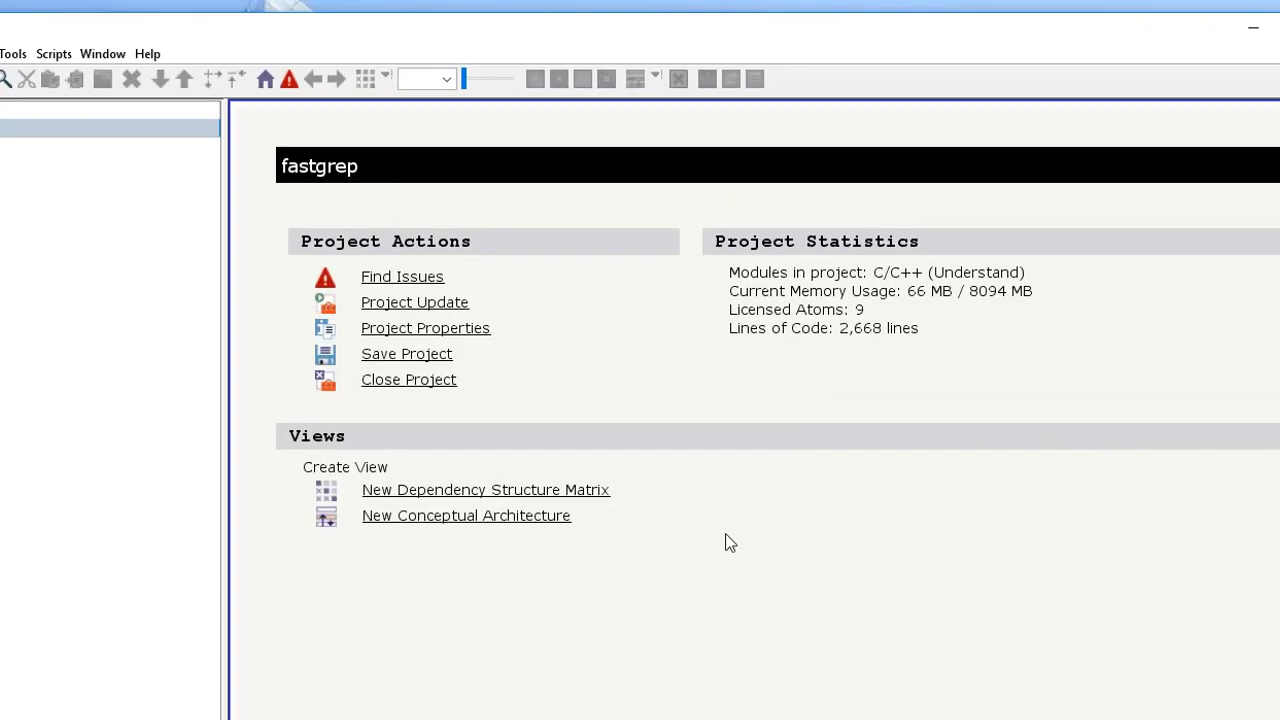 Tools Scripts Window Help
fastgrep
Project Actions
Find Issues
Project Update
Project Properties
Save Project
Close Project
Project Statistics
Modules in project: C/C++ (Understand)
Current Memory Usage: 66 MB / 8094 MB
Licensed Atoms: 9
Lines of Code: 2,668 lines
Views
Create View
New Dependency Structure Matrix
New Conceptual Architecture